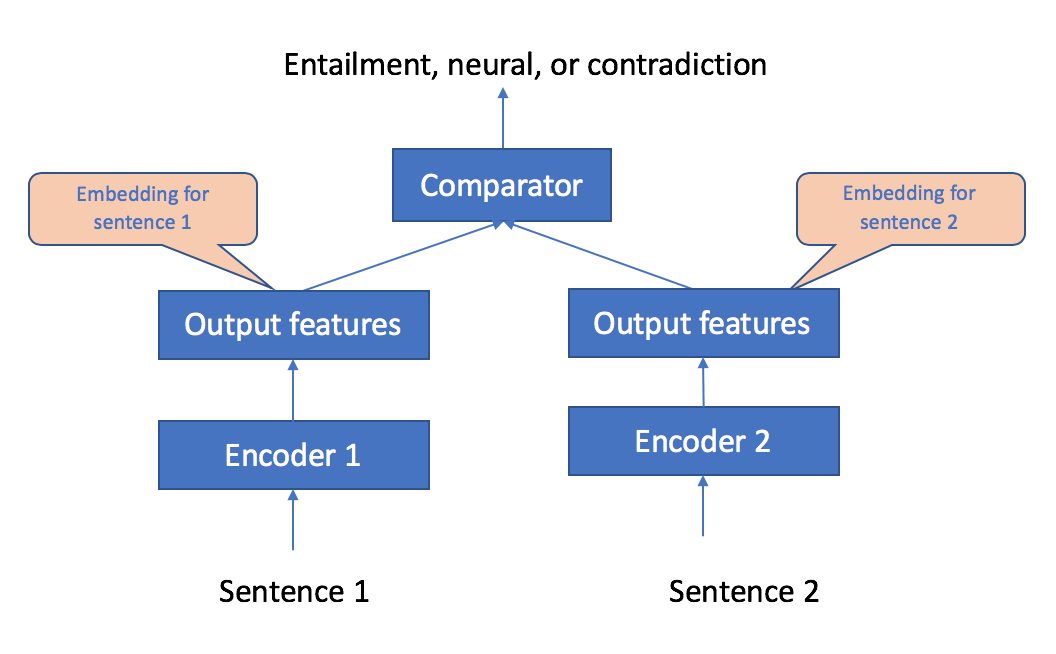 Entailment, neural, or contradiction
Comparator
Embedding for
sentence 1
Embedding for
sentence 2
Output features
Output features
Encoder 1
Encoder 2
Sentence 1
Sentence 2